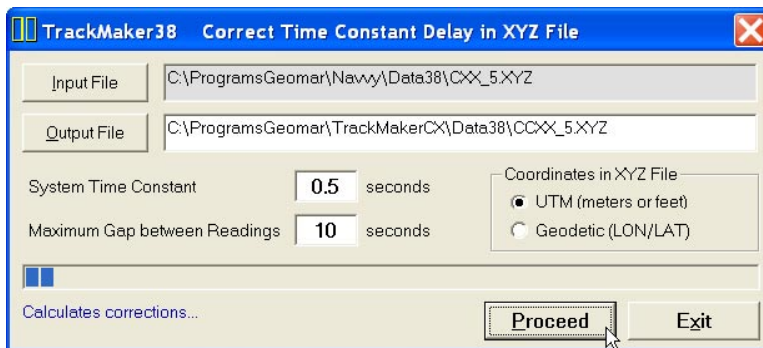 TrackMaker38 Correct Time Constant Delay in XYZ File
Input File
C:\ProgramsGeomar\Navvy\Data38\CXX_5.XYZ
Output File
C:\ProgramsGeomar\TrackMakerCX\Data38\CCXX_5.XYZ
System Time Constant 0.5 seconds
Maximum Gap between Readings 10 seconds
Coordinates in XYZ File
UTM (meters or feet)
Geodetic (LON/LAT)
Calculates corrections...
Proceed
Exit